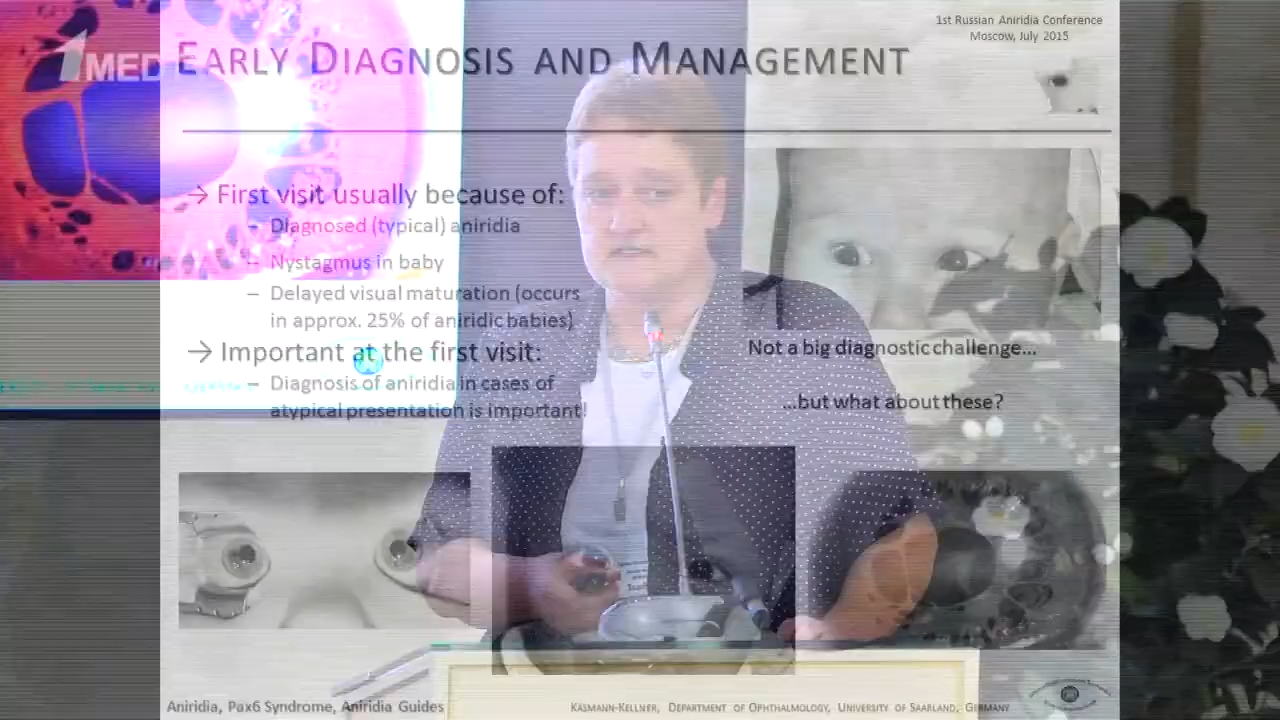 1st Russian Aniridia Conference
Moscow, July 2015
1MED
EARLY DIAGNOSIS AND MANAGEMENT
→ First visit usually because of:
– Diagnosed (typical) aniridia
– Nystagmus in baby
– Delayed visual maturation (occurs
in approx. 25% of aniridic babies)
→ Important at the first visit:
– Diagnosis of aniridia in cases of
atypical presentation is important!
Not a big diagnostic challenge...
...but what about these?
Aniridia, Pax6 Syndrome, Aniridia Guides
KÄSMANN-KELLNER, DEPARTMENT OF OPHTHALMOLOGY, UNIVERSITY OF SAARLAND, GERMANY